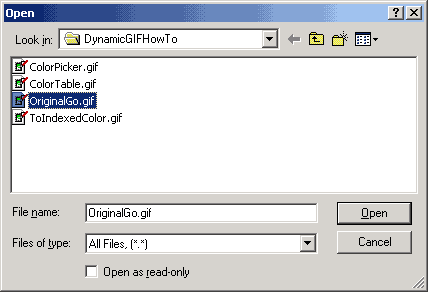 Open
Look in: DynamicGIFHowTo
ColorPicker.gif
ColorTable.gif
OriginalGo.gif
ToIndexedColor.gif
File name: OriginalGo.gif Open
Files of type: All Files, (*.*) Cancel
Open as read-only